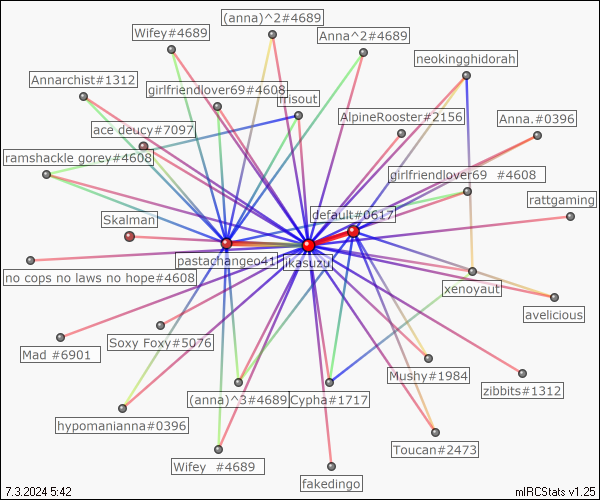 (anna)^2#4689
Wifey#4689
Anna^2#4689
neokingghidorah
Annarchist#1312
girlfriendlover69#4608
frisout
AlpineRooster#2156
Anna.#0396
ace deucy#7097
ramshackle gorey#4608
girlfriendlover69 #4608
rattgaming
Skalman
default#0617
pastachangeo41
ikasuzu
no cops no laws no hope#4608
xenoyaut
avelicious
Soxy Foxy#5076
Mad #6901
Mushy#1984
zibbits#1312
(anna)^3#4689
Cypha#1717
hypomanianna#0396
Toucan#2473
Wifey #4689
fakedingo
7.3.2024 5:42
mIRCStats v1.25